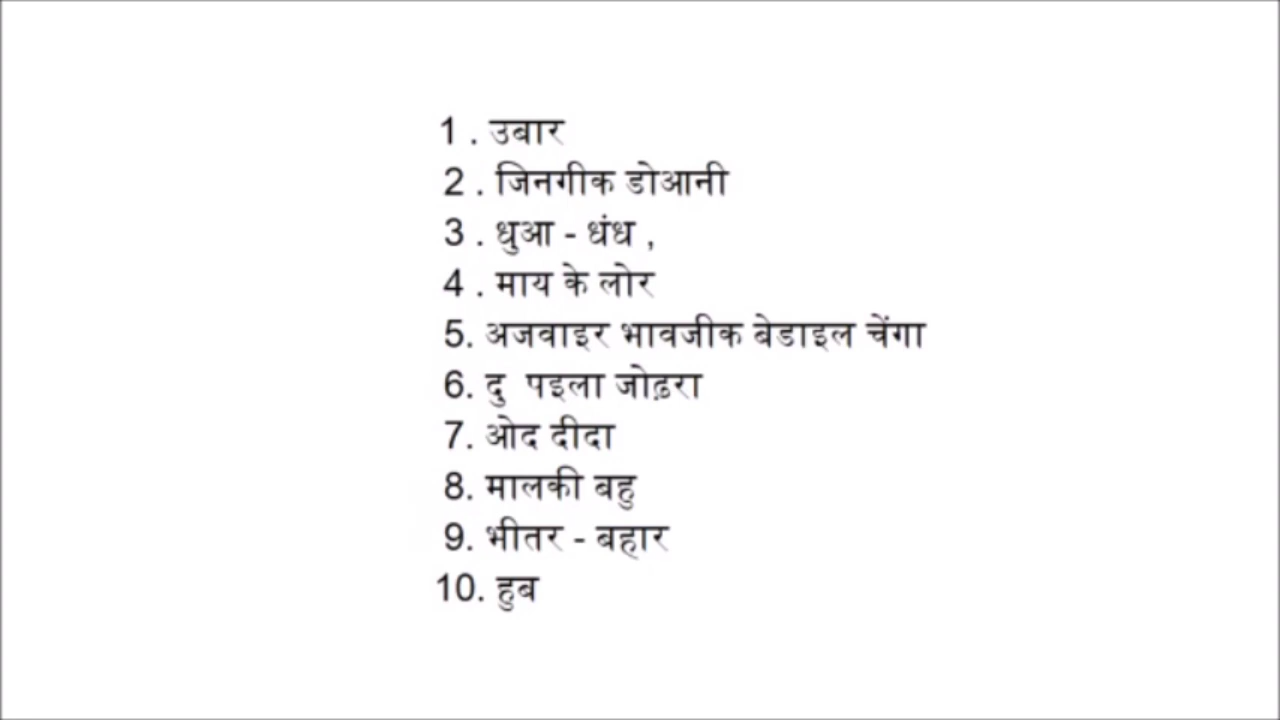 1 . उबार
2 . जिनगीक डोआनी
3 . धुआ - धंध ,
4 . माय के लोर
5. अजवाइर भावजीक बेडाइल चेंगा
6. दु पइला जोढ़रा
7. ओद दीदा
8. मालकी बहु
9. भीतर - बहार
10. हुब